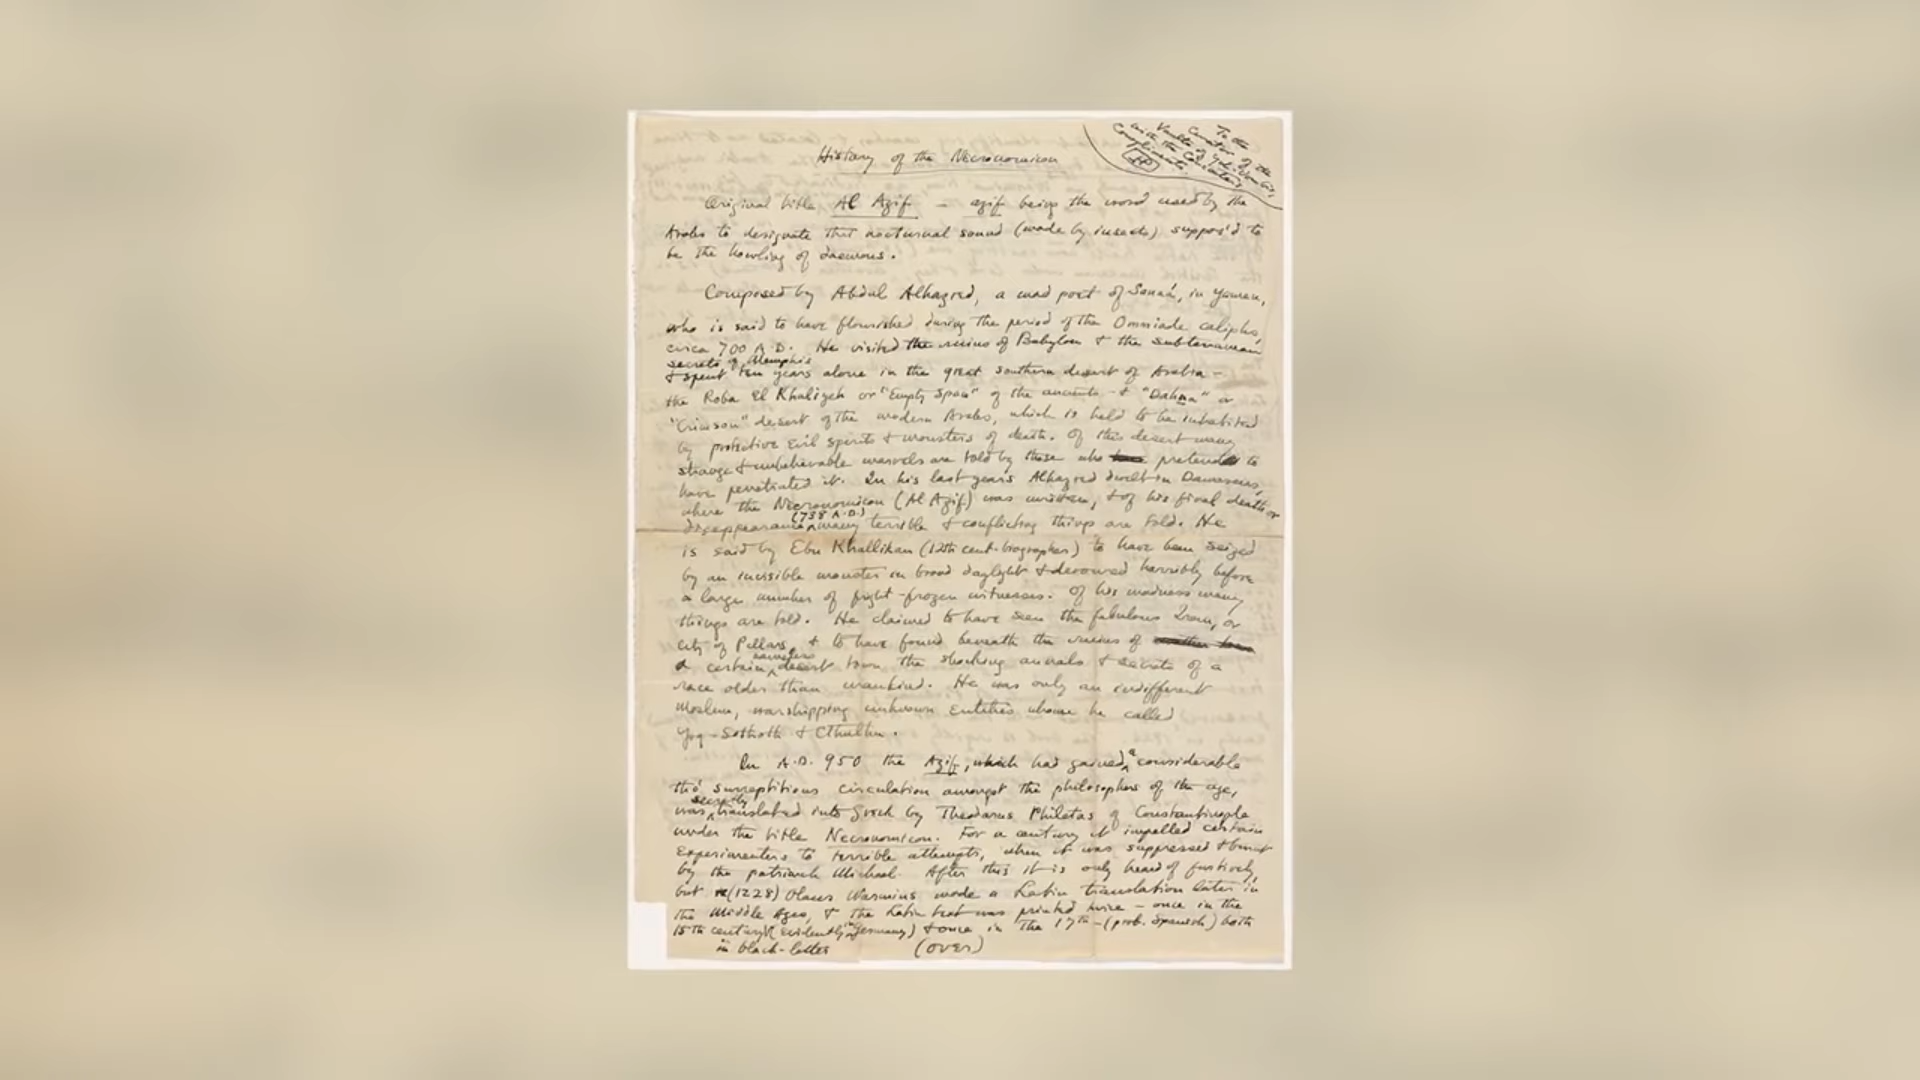 To the
Curator of the
Vaults of Yoh-Vombis,
with the Concocter's
Compliments.
HP
History of the Necronomicon
Original title Al Azif — azif being the word used by the
Arabs to designate that nocturnal sound (made by insects) suppos'd to
be the howling of daemons.
Composed by Abdul Alhazred, a mad poet of Sanaá, in Yemen,
who is said to have flourished during the period of the Ommiade caliphs,
circa 700 A.D. He visited the ruins of Babylon & the subterranean
secrets of Memphis
& spent ten years alone in the great southern desert of Arabia —
the Roba El Khaliyeh or "Empty Space" of the ancients — & "Dahna" or
"Crimson" desert of the modern Arabs, which is held to be inhabited
by protective evil spirits & monsters of death. Of this desert many
strange & unbelievable marvels are told by those who pretend to
have penetrated it. In his last years Alhazred dwelt in Damascus,
where the Necronomicon (Al Azif) was written, & of his final death or
disappearance (738 A.D.) many terrible & conflicting things are told. He
is said by Ebn Khallikan (12th cent. biographer) to have been seized
by an invisible monster in broad daylight & devoured horribly before
a large number of fright-frozen witnesses. Of his madness many
things are told. He claimed to have seen the fabulous Irem, or
City of Pillars, & to have found beneath the ruins of
a certain nameless desert town the shocking annals & secrets of a
race older than mankind. He was only an indifferent
Moslem, worshipping unknown Entities whom he called
Yog-Sothoth & Cthulhu.
In A.D. 950 the Azif, which had gained a considerable
tho' surreptitious circulation amongst the philosophers of the age,
was secretly translated into Greek by Theodorus Philetas of Constantinople
under the title Necronomicon. For a century it impelled certain
experimenters to terrible attempts, when it was suppressed & burnt
by the patriarch Michael. After this it is only heard of furtively,
but (1228) Olaus Wormius made a Latin translation later in
the Middle Ages, & the Latin text was printed twice — once in the
15th century (evidently in Germany) & once in the 17th — (prob. Spanish) both
in black-letter (over)